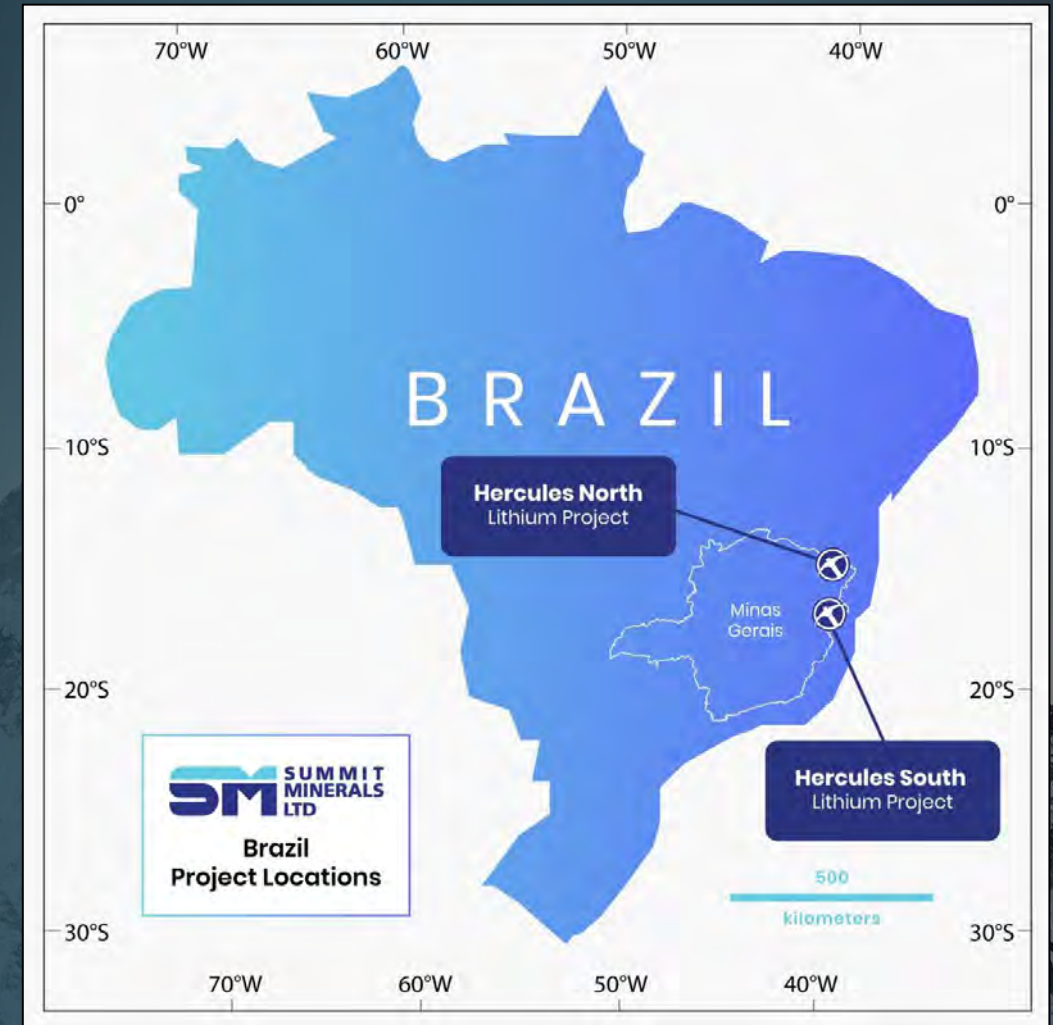 70°W 60°W 50°W 40°W
0° 0°
BRAZIL
10°S 10°S
Hercules North
Lithium Project
Minas
Gerais
20°S 20°S
SM SUMMIT
MINERALS
LTD
Brazil
Project Locations
Hercules South
Lithium Project
500
kilometers
30°S 30°S
70°W 60°W 50°W 40°W